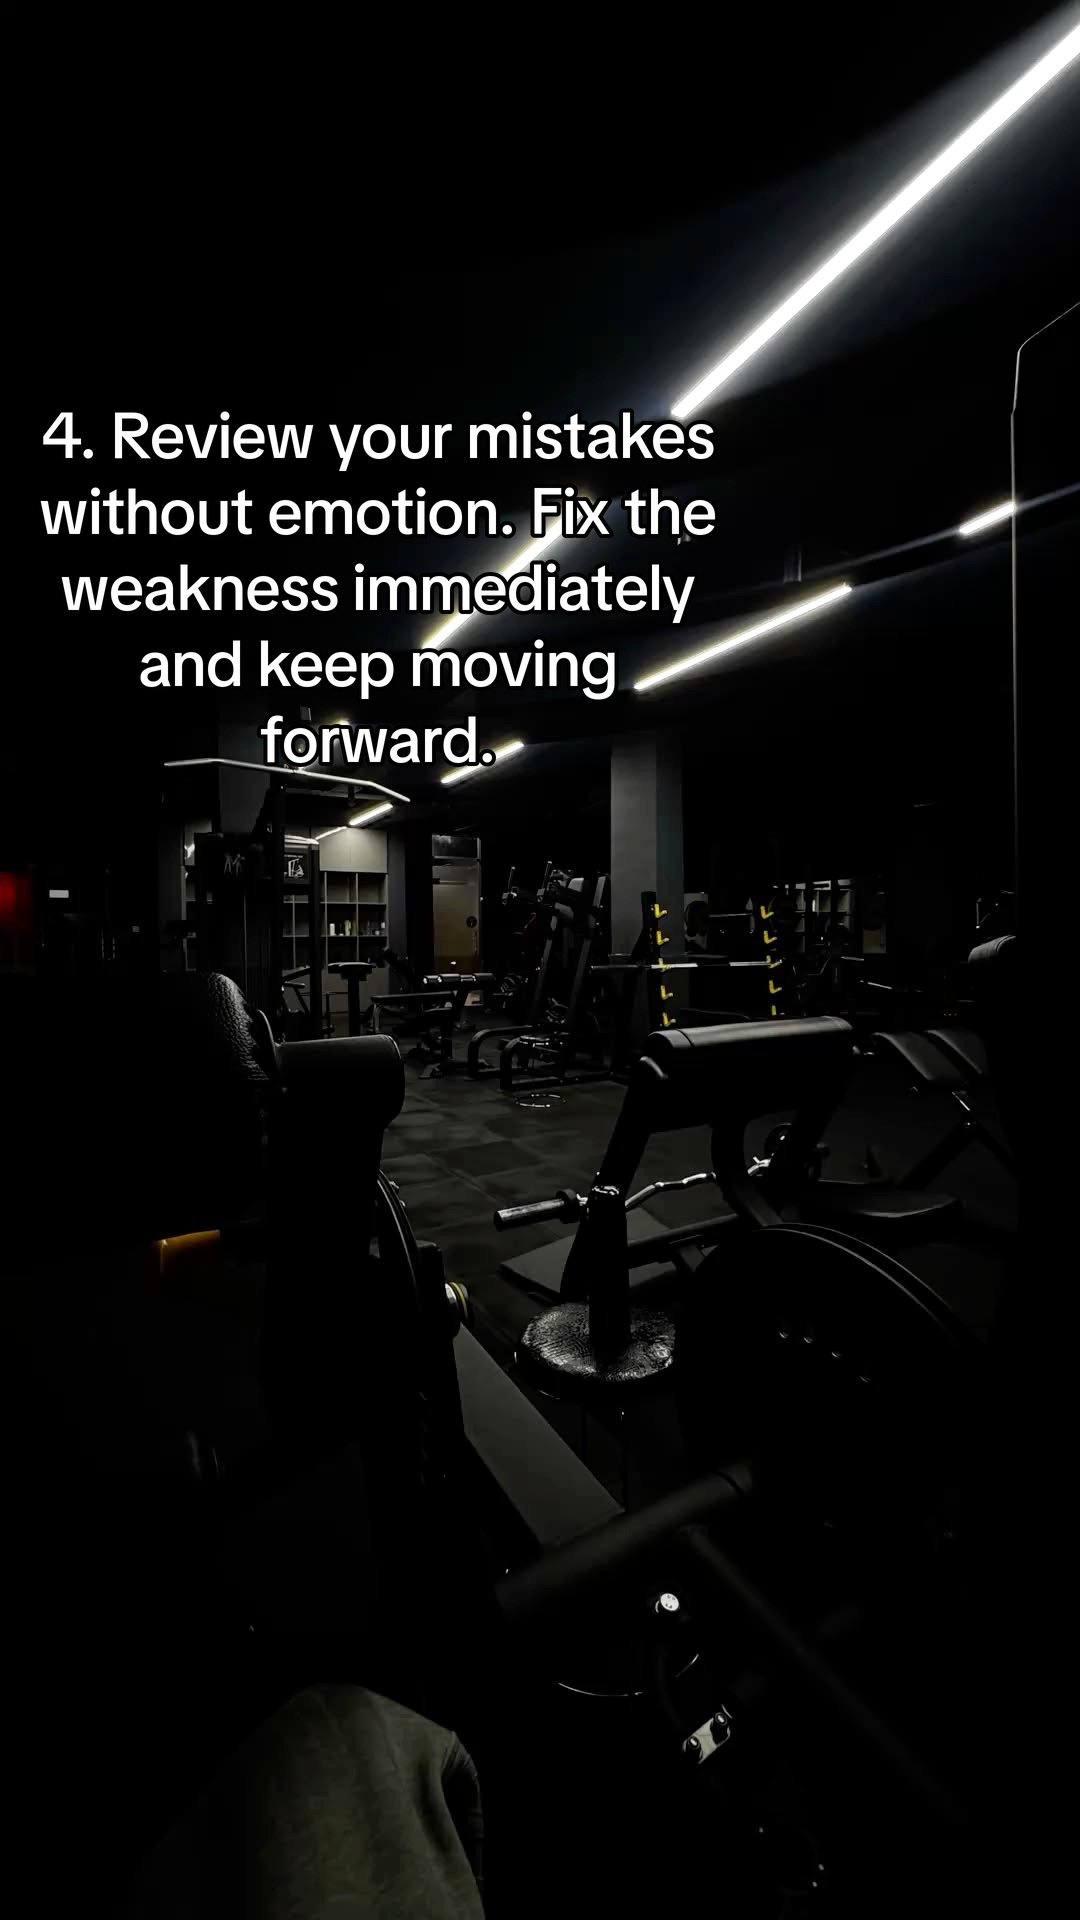 4. Review your mistakes
without emotion. Fix the
weakness immediately
and keep moving
forward.